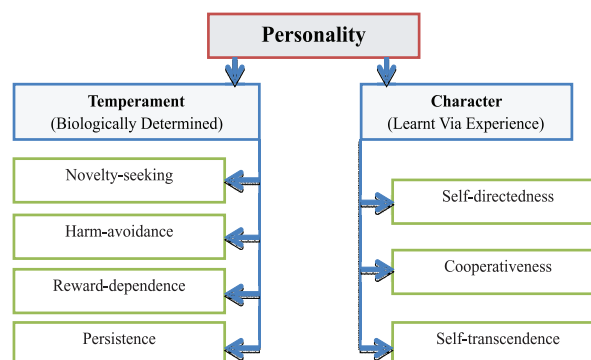 Personality
Temperament
(Biologically Determined)
Novelty-seeking
Harm-avoidance
Reward-dependence
Persistence
Character
(Learnt Via Experience)
Self-directedness
Cooperativeness
Self-transcendence